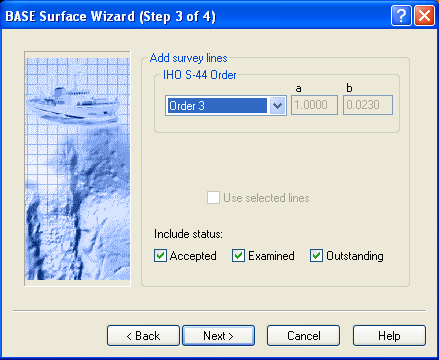 BASE Surface Wizard (Step 3 of 4)
Add survey lines
IHO S-44 Order
a b
Order 3 1.0000 0.0230
Use selected lines
Include status:
Accepted Examined Outstanding
< Back Next > Cancel Help